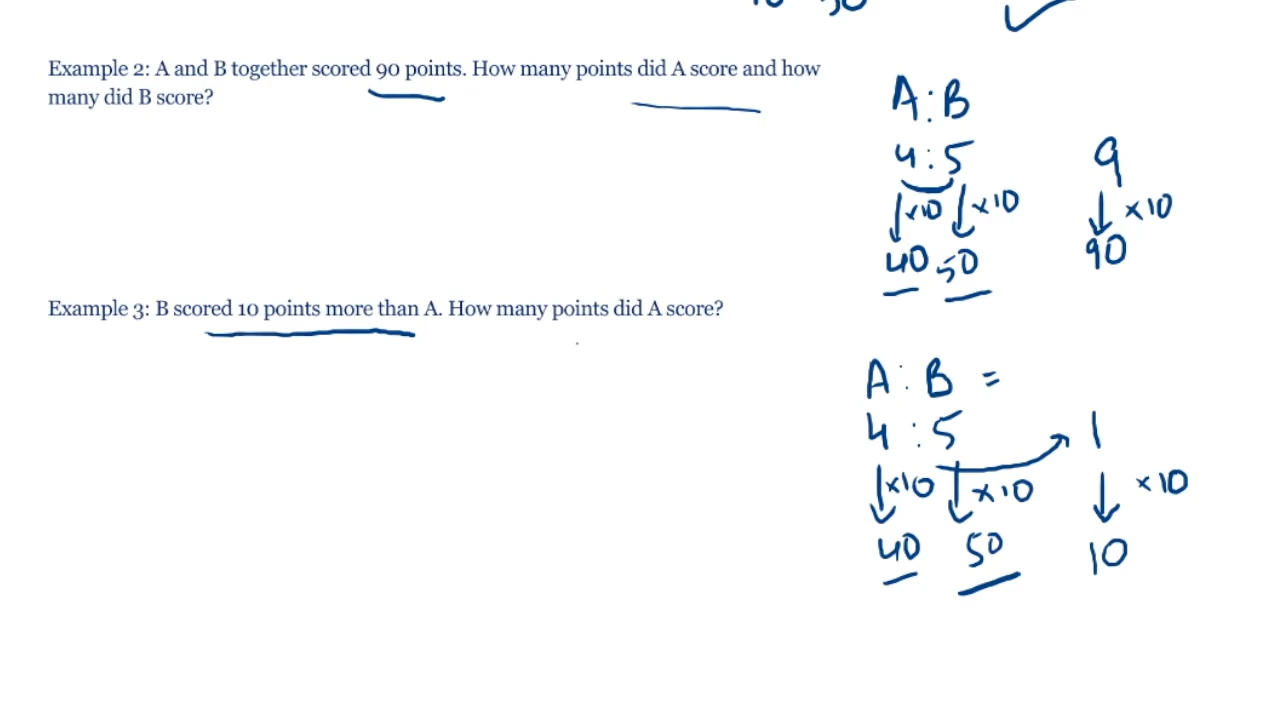 Example 2: A and B together scored 90 points. How many points did A score and how
many did B score?
A : B
4 : 5 9
×10 ×10 ×10
40 50 90
Example 3: B scored 10 points more than A. How many points did A score?
A : B =
4 : 5 1
×10 ×10 ×10
40 50 10